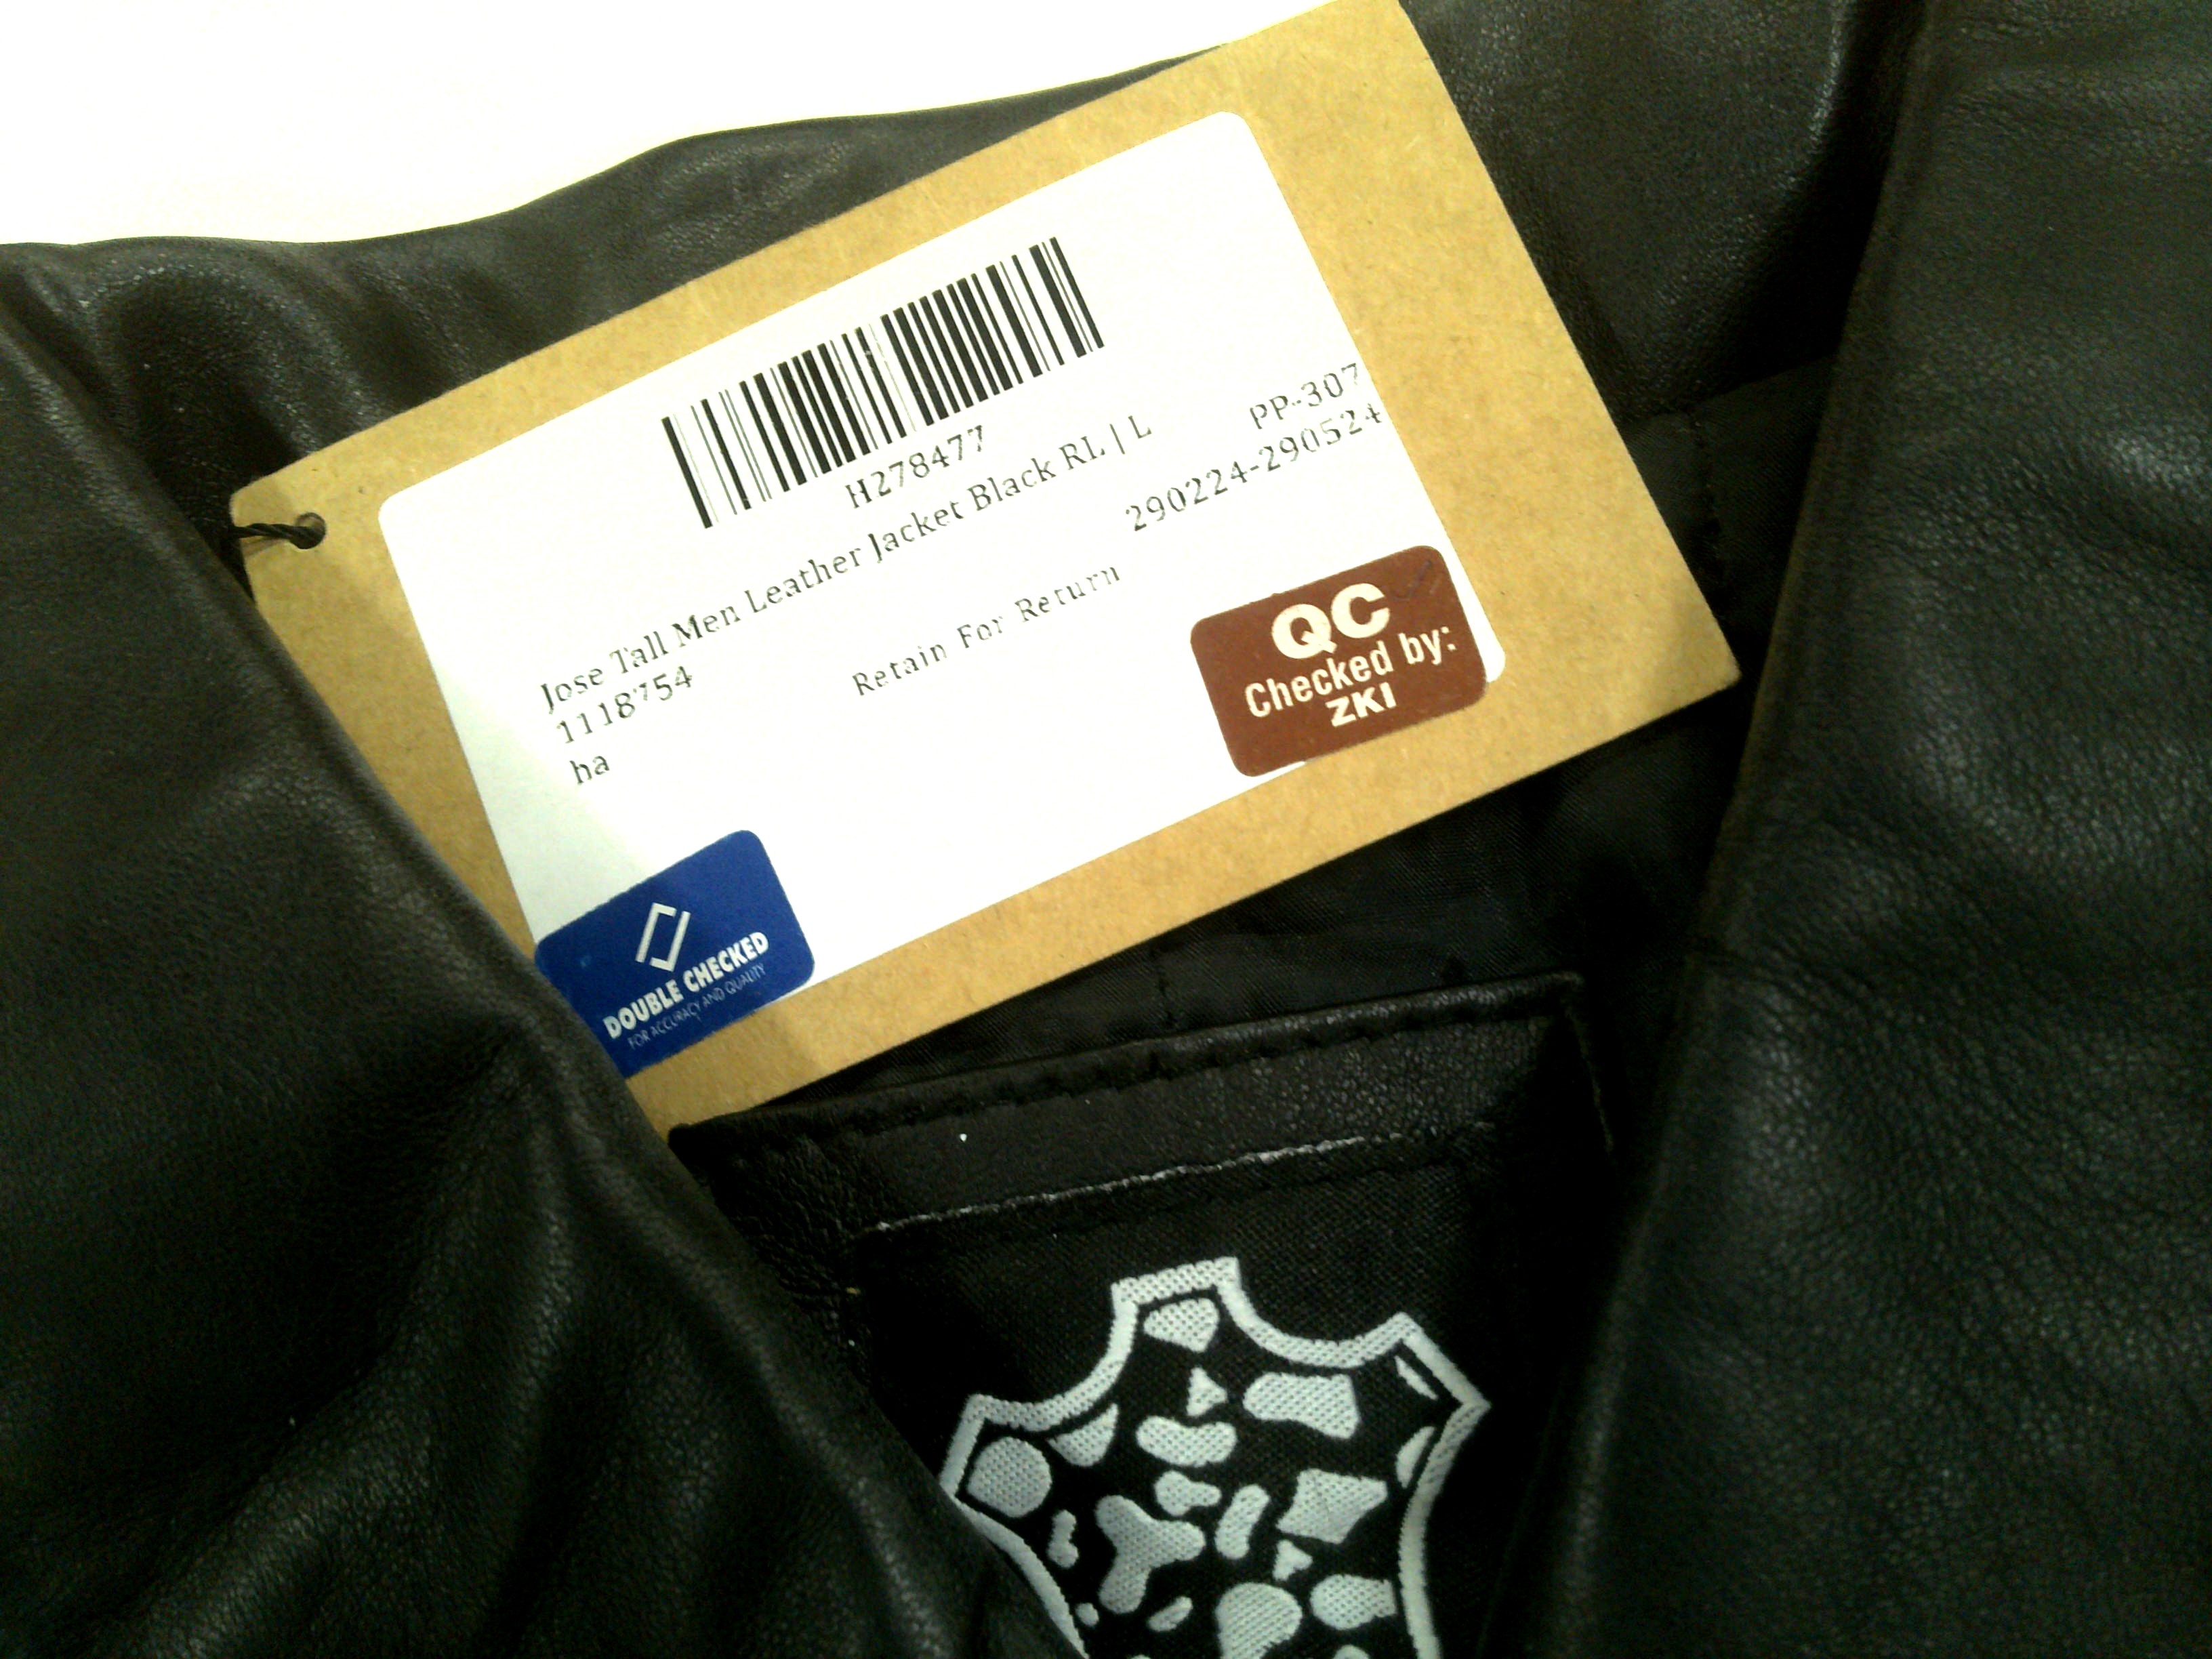 H278477
Jose Tall Men Leather Jacket Black RL | L
PP-307
1118754
290224-290524
ha
Retain For Return
QC
Checked by:
ZKI
DOUBLE CHECKED
FOR ACCURACY AND QUALITY